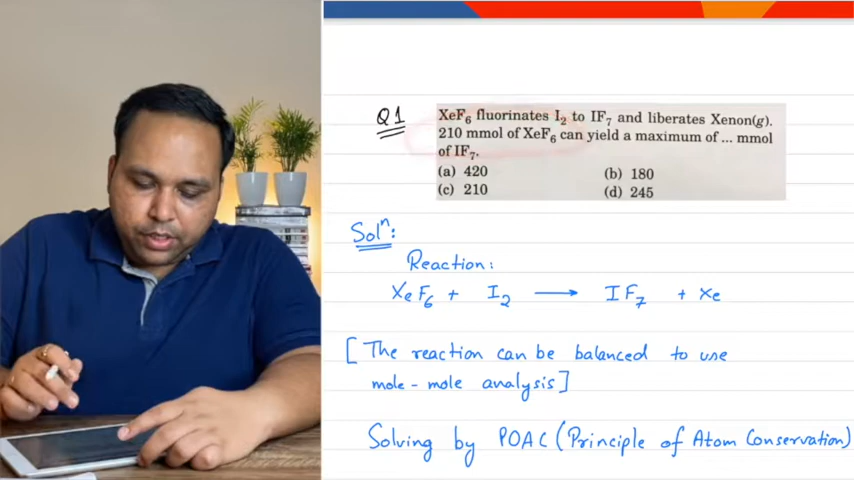 Q1
XeF6 fluorinates I2 to IF7 and liberates Xenon(g).
210 mmol of XeF6 can yield a maximum of ... mmol
of IF7.
(a) 420 (b) 180
(c) 210 (d) 245
Solⁿ:
Reaction:
XeF6 + I2 ⟶ IF7 + Xe
[The reaction can be balanced to use
mole-mole analysis]
Solving by POAC (Principle of Atom Conservation)